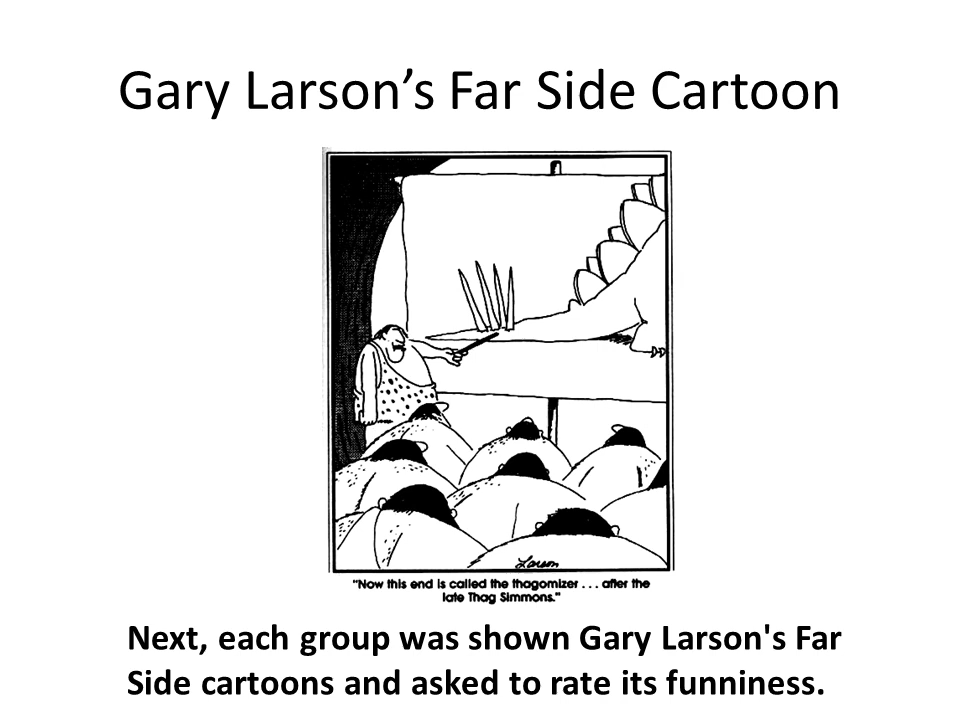 Gary Larson’s Far Side Cartoon
Larson
"Now this end is called the thagomizer . . . after the
late Thag Simmons."
Next, each group was shown Gary Larson's Far
Side cartoons and asked to rate its funniness.